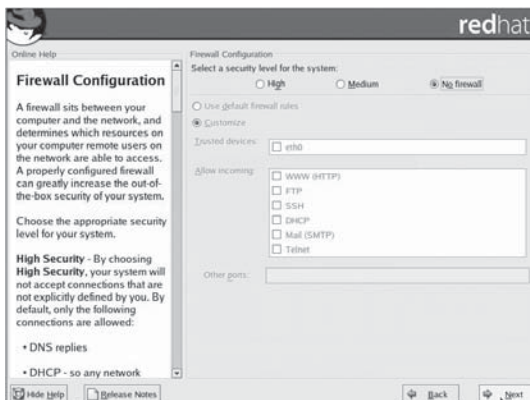 redhat
Online Help
Firewall Configuration
A firewall sits between your
computer and the network, and
determines which resources on
your computer remote users on
the network are able to access.
A properly configured firewall
can greatly increase the out-of-
the-box security of your system.
Choose the appropriate security
level for your system.
High Security - By choosing
High Security, your system will
not accept connections that are
not explicitly defined by you. By
default, only the following
connections are allowed:
• DNS replies
• DHCP - so any network
Firewall Configuration
Select a security level for the system:
High Medium No firewall
Use default firewall rules
Customize
Trusted devices: eth0
Allow incoming: WWW (HTTP)
FTP
SSH
DHCP
Mail (SMTP)
Telnet
Other ports:
Hide Help Release Notes Back Next